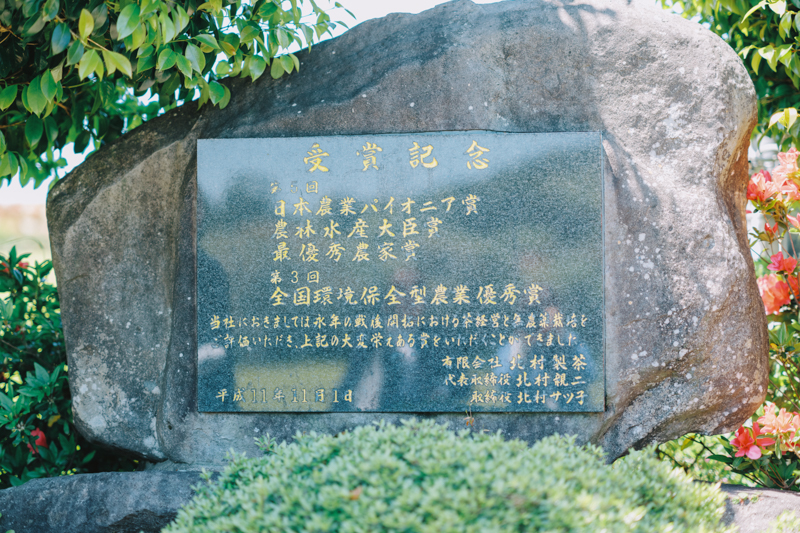 受賞記念
第 回
日本農業パイオニア賞
農林水産大臣賞
最優秀農家賞
第3回
全国環境保全型農業優秀賞
当社におきましては永年の戦後開拓における茶経営と無農薬栽培を
ご評価いただき、上記の大変栄えある賞をいただくことができました
有限会社 北村製茶
代表取締役 北村親二
取締役 北村サツ子
平成11年11月1日